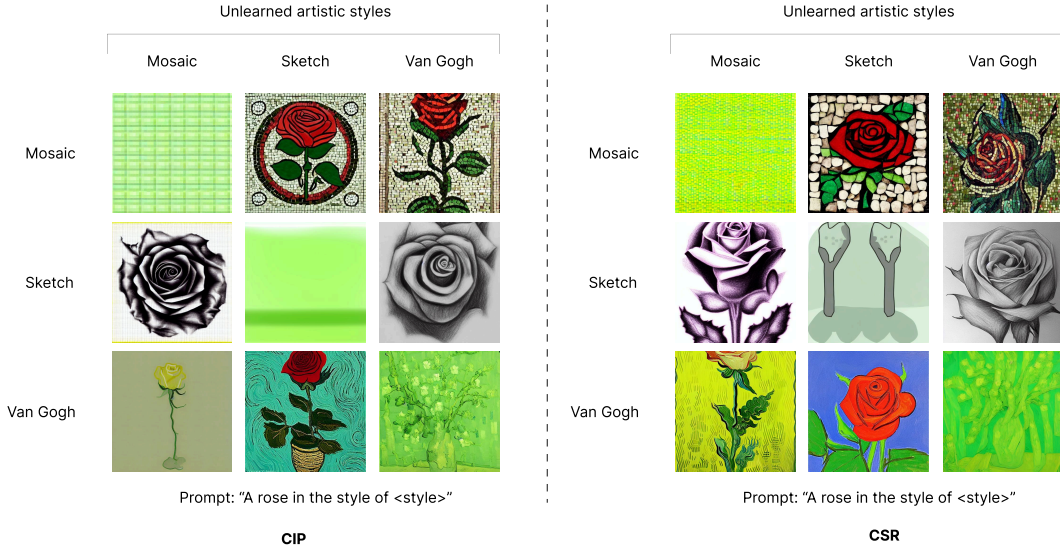 Unlearned artistic styles
Mosaic Sketch Van Gogh
Mosaic
Sketch
Van Gogh
Prompt: “A rose in the style of <style>”
CIP
Unlearned artistic styles
Mosaic Sketch Van Gogh
Mosaic
Sketch
Van Gogh
Prompt: “A rose in the style of <style>”
CSR